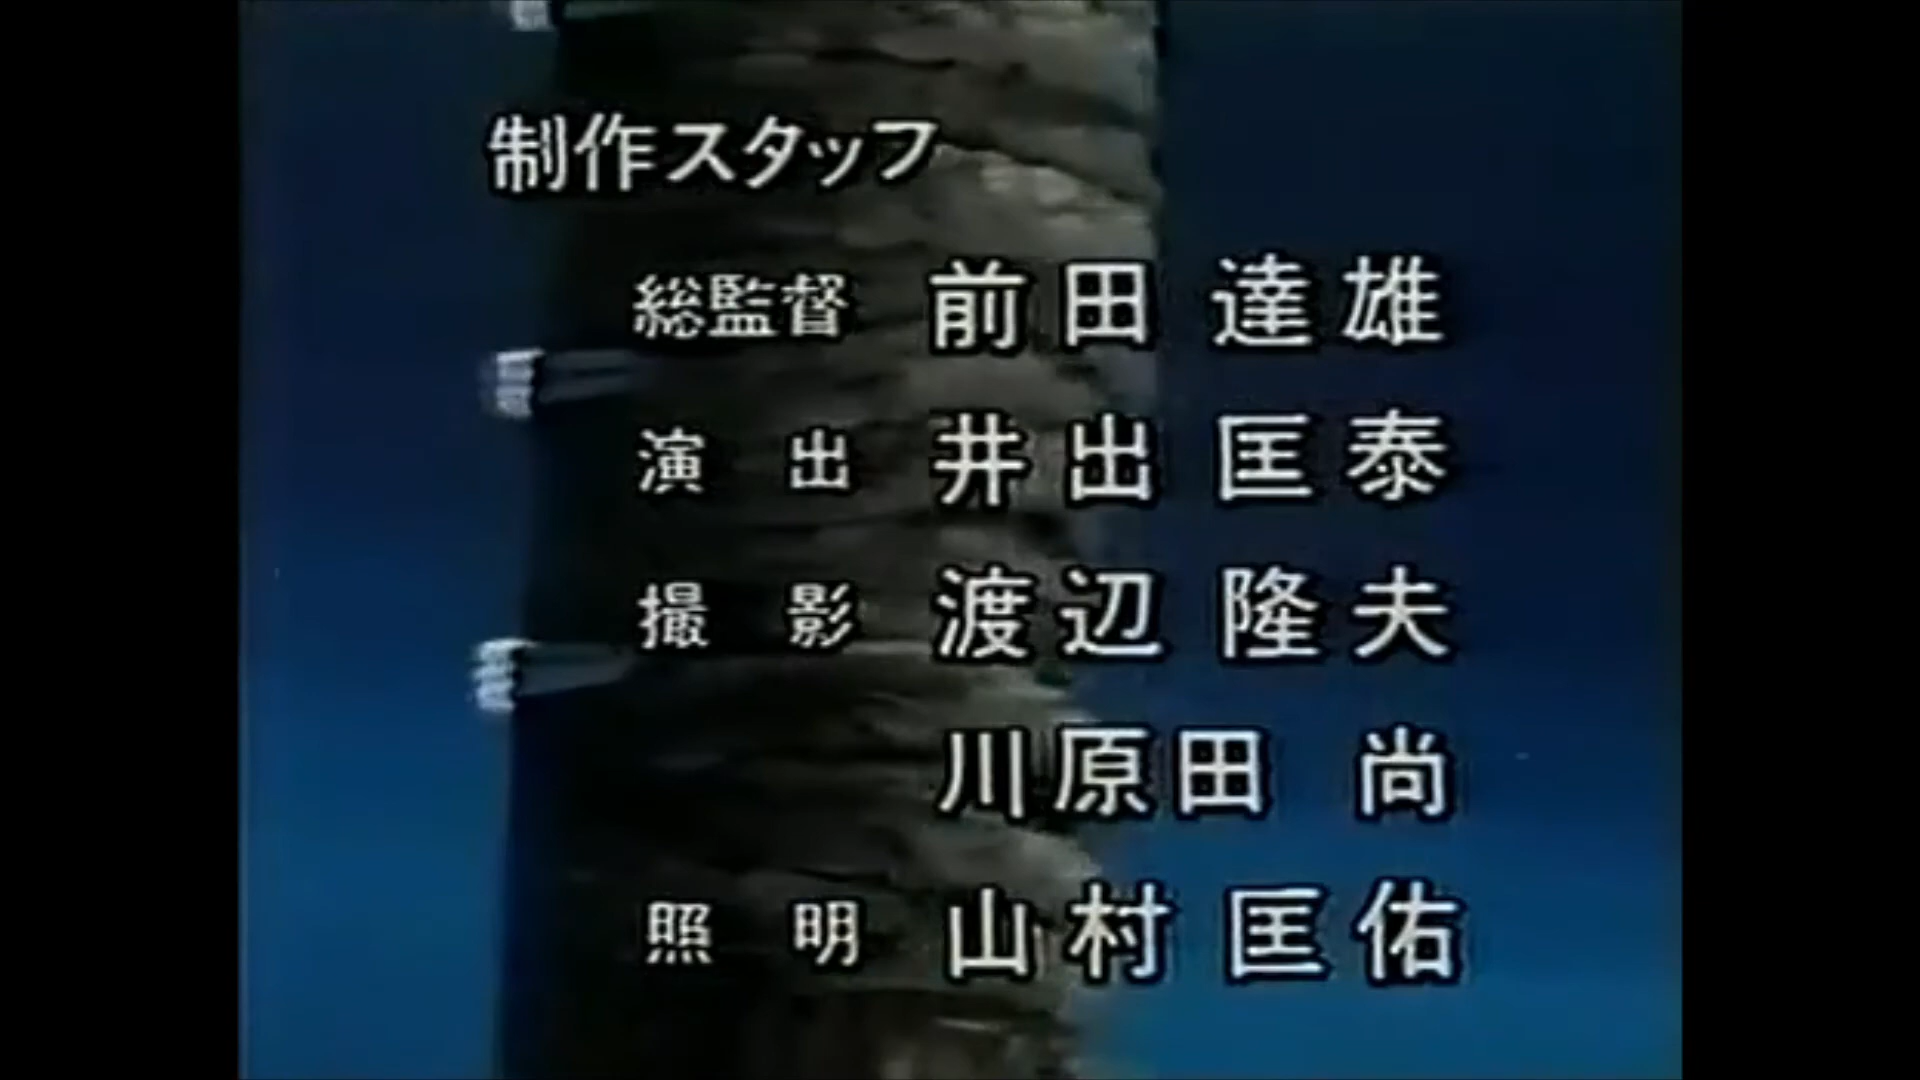 制作スタッフ
総監督 前田 達雄
演出 井出 匡泰
撮影 渡辺 隆夫
川原田 尚
照明 山村 匡佑